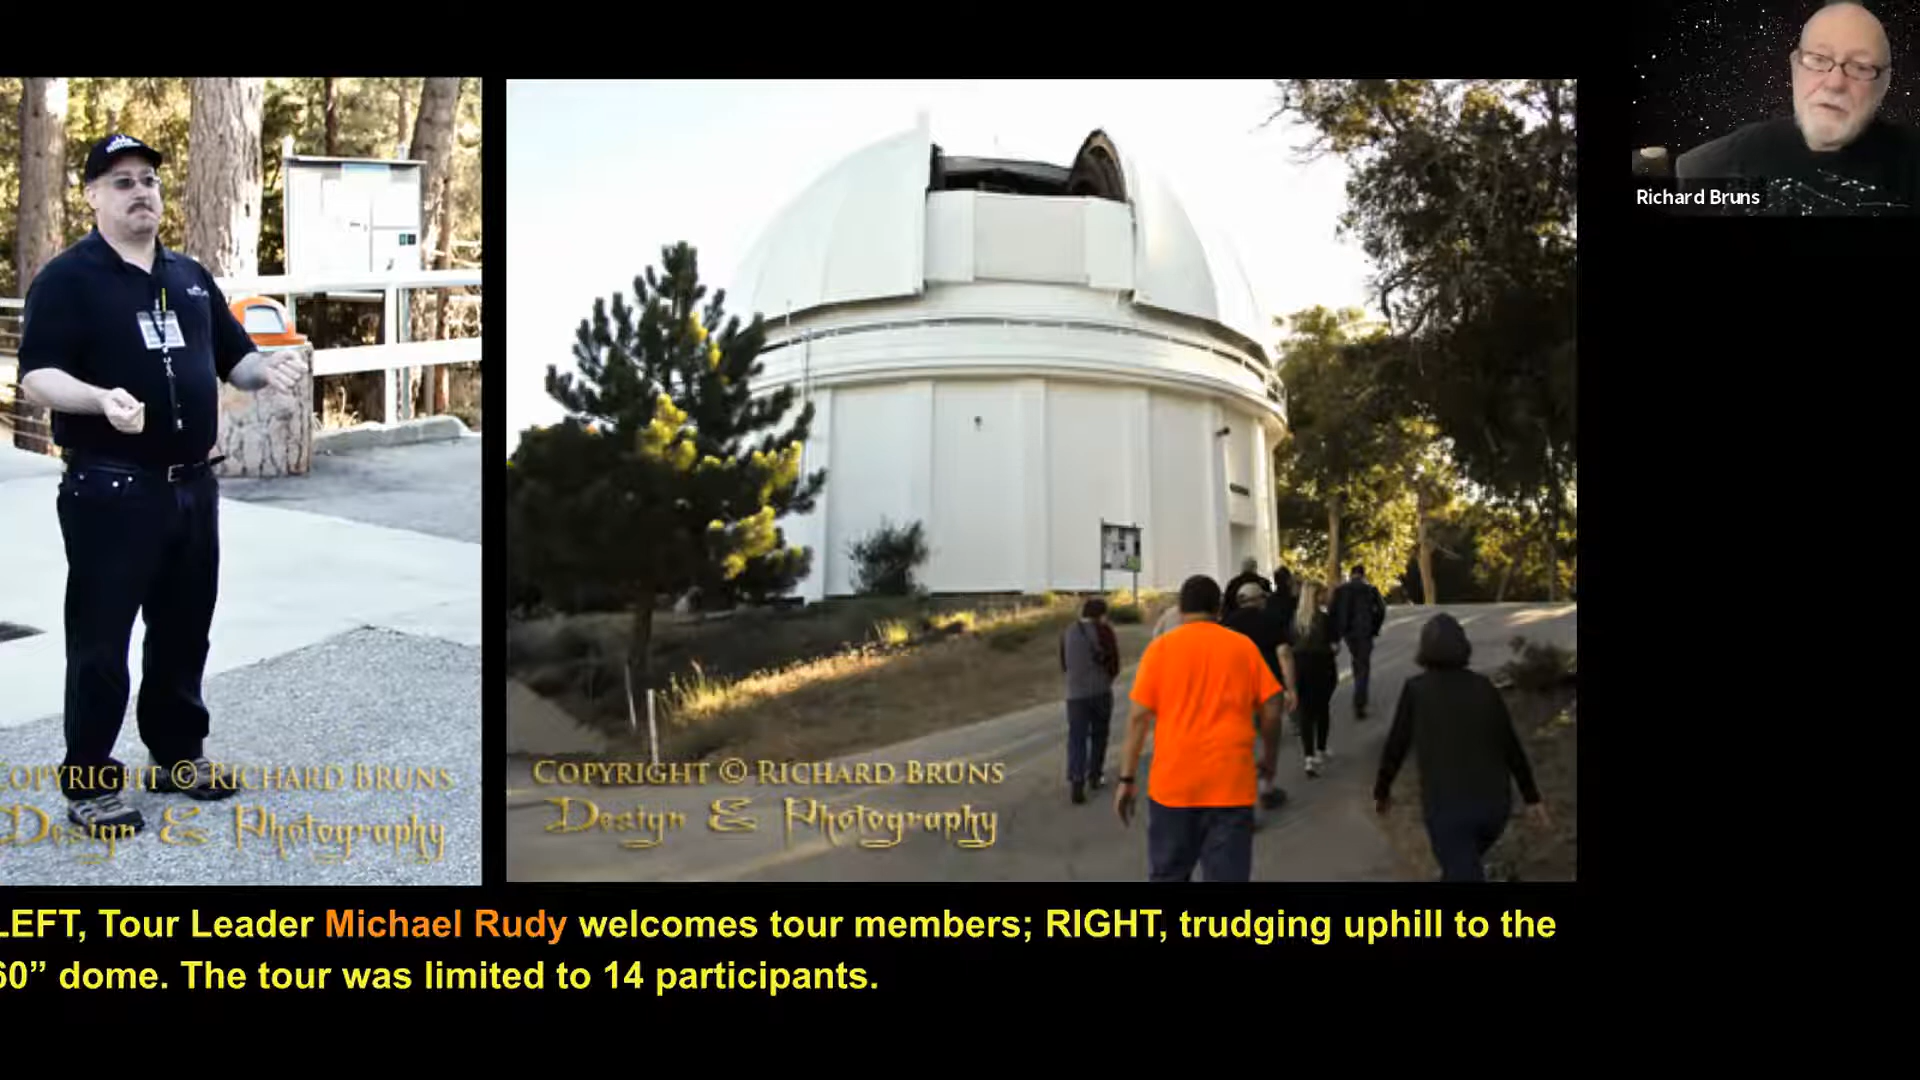 Richard Bruns
COPYRIGHT © RICHARD BRUNS
Design & Photography
COPYRIGHT © RICHARD BRUNS
Design & Photography
LEFT, Tour Leader Michael Rudy welcomes tour members; RIGHT, trudging uphill to the
60” dome. The tour was limited to 14 participants.